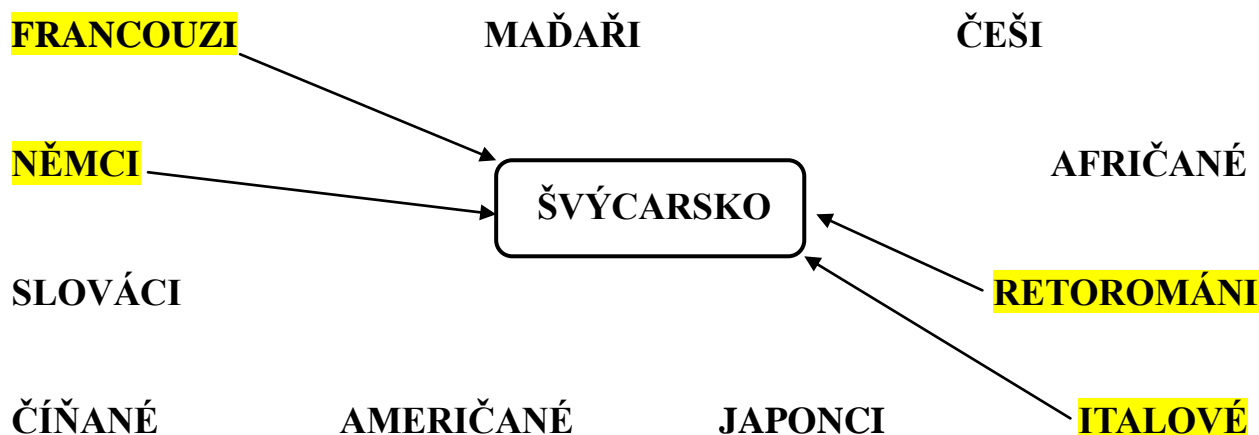 FRANCOUZI MAĎAŘI ČEŠI
NĚMCI AFRIČANÉ
ŠVÝCARSKO
SLOVÁCI RETOROMÁNI
ČÍŇANÉ AMERIČANÉ JAPONCI ITALOVÉ